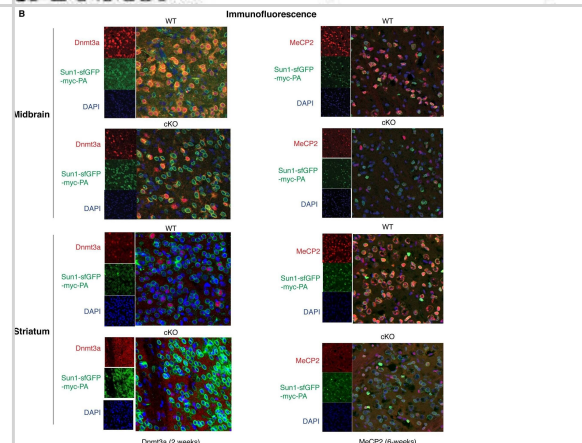 B
Immunofluorescence
WT
WT
Dnmt3a
Sun1-sfGFP
-myc-PA
DAPI
MeCP2
Sun1-sfGFP
-myc-PA
DAPI
Midbrain
cKO
cKO
Dnmt3a
Sun1-sfGFP
-myc-PA
DAPI
MeCP2
Sun1-sfGFP
-myc-PA
DAPI
WT
WT
Dnmt3a
Sun1-sfGFP
-myc-PA
DAPI
MeCP2
Sun1-sfGFP
-myc-PA
DAPI
Striatum
cKO
cKO
Dnmt3a
Sun1-sfGFP
-myc-PA
DAPI
MeCP2
Sun1-sfGFP
-myc-PA
DAPI
Dnmt3a (2 weeks)
MeCP2 (6-weeks)